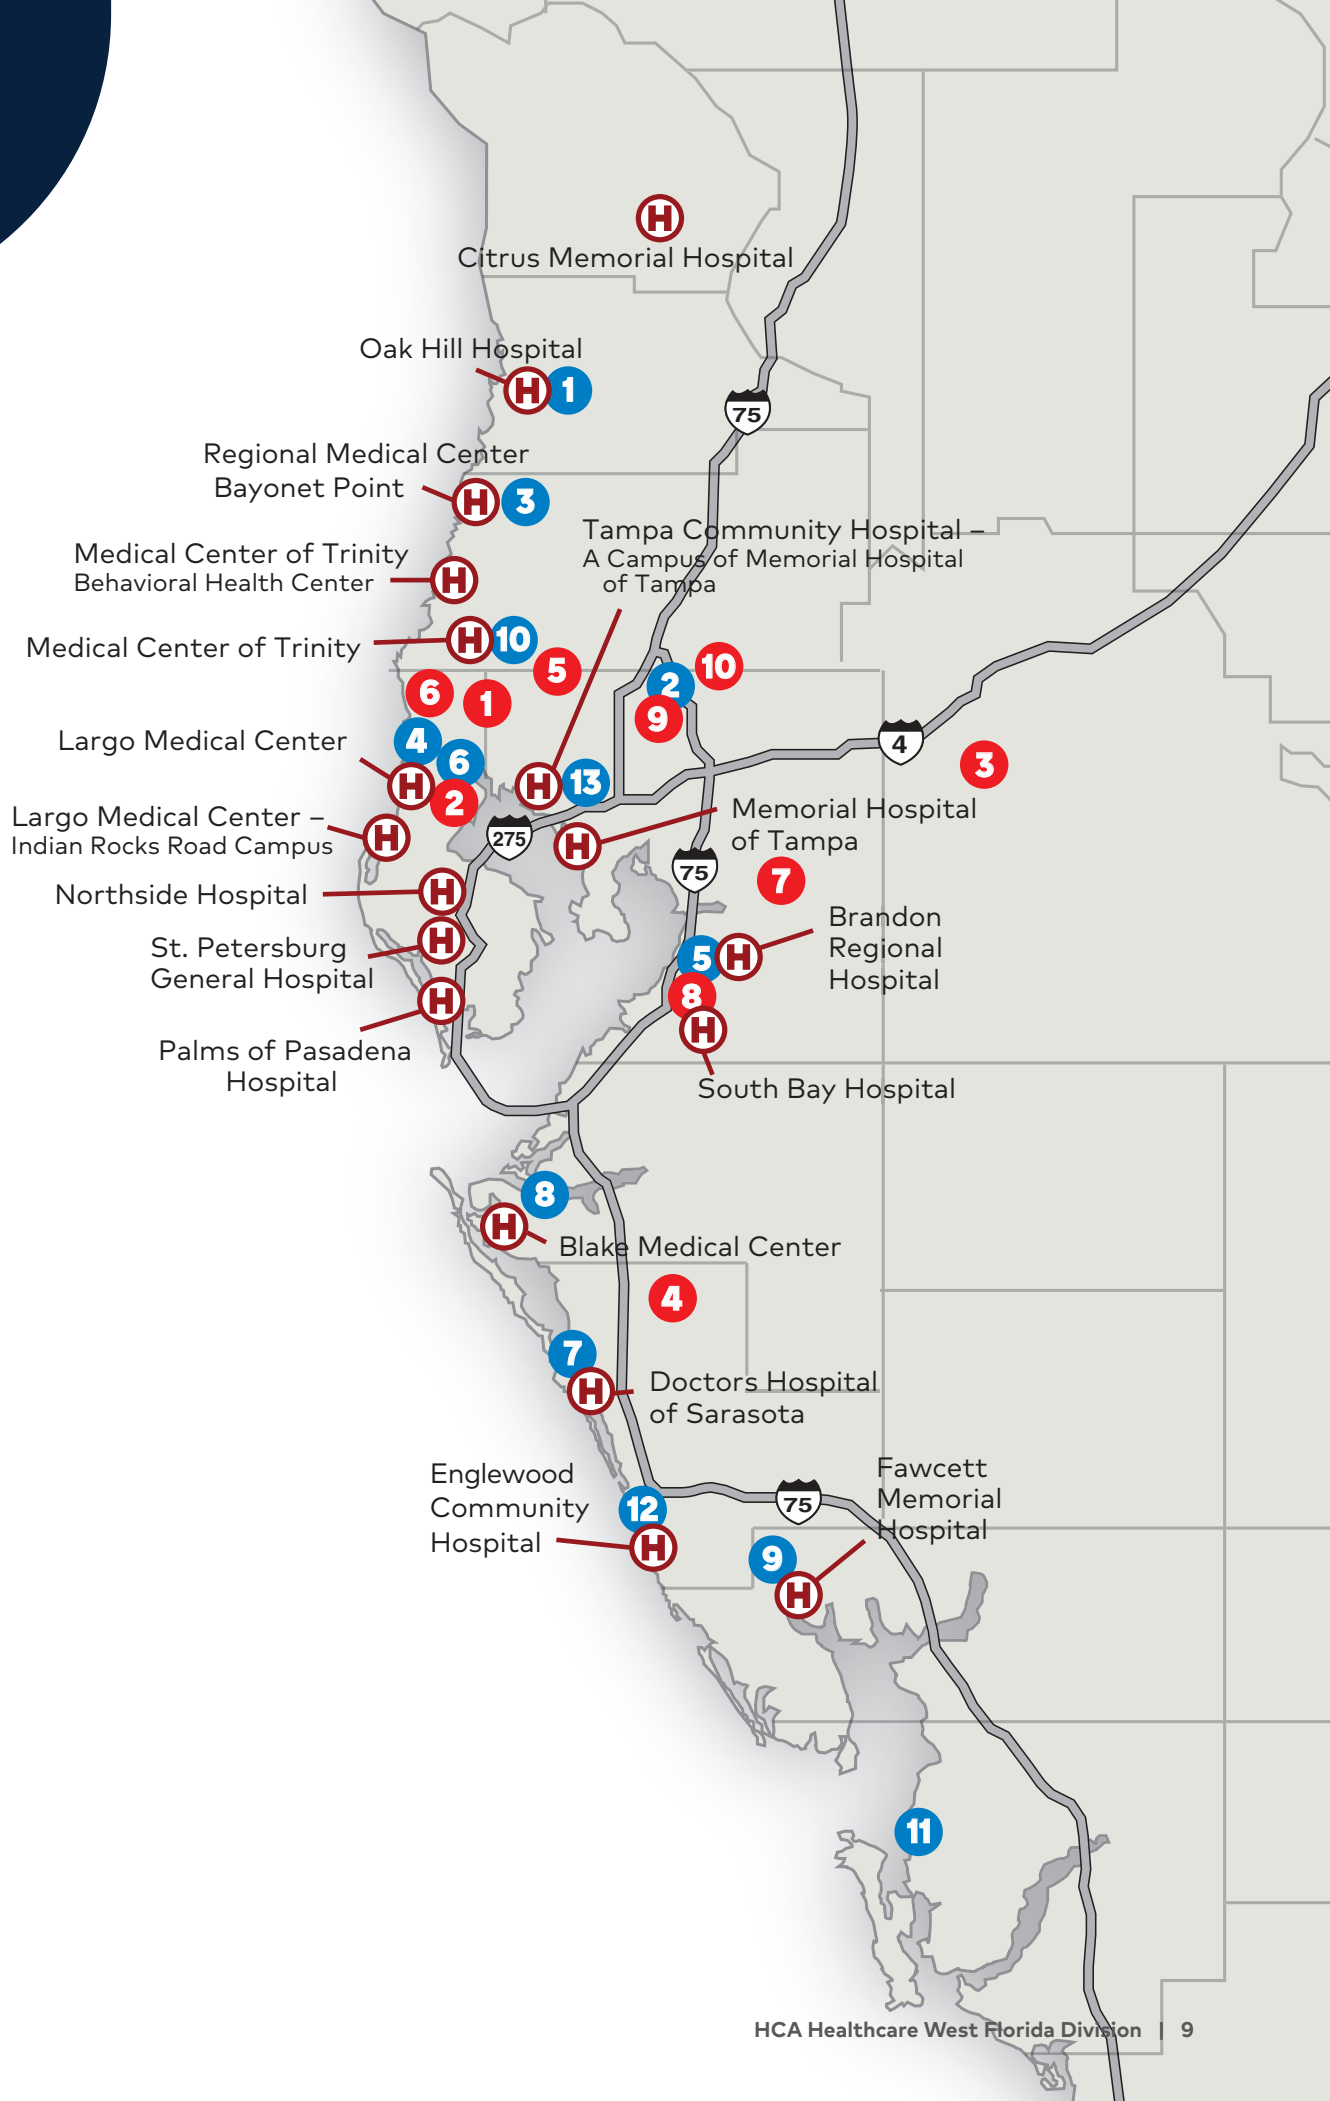 H
Citrus Memorial Hospital
Oak Hill Hospital
H 1
75
Regional Medical Center
Bayonet Point
H 3
Tampa Community Hospital –
A Campus of Memorial Hospital
of Tampa
Medical Center of Trinity
Behavioral Health Center
H
Medical Center of Trinity
H 10
5
10
2
9
6
1
Largo Medical Center
4
6
H
2
H 13
4
3
Largo Medical Center –
Indian Rocks Road Campus
H
275
H
Memorial Hospital
of Tampa
75
7
Northside Hospital
H
St. Petersburg
General Hospital
H
Brandon
Regional
Hospital
5 H
8
H
H
Palms of Pasadena
Hospital
South Bay Hospital
8
H
Blake Medical Center
4
7
H
Doctors Hospital
of Sarasota
Englewood
Community
Hospital
12
H
75
Fawcett
Memorial
Hospital
9
H
11
HCA Healthcare West Florida Division | 9